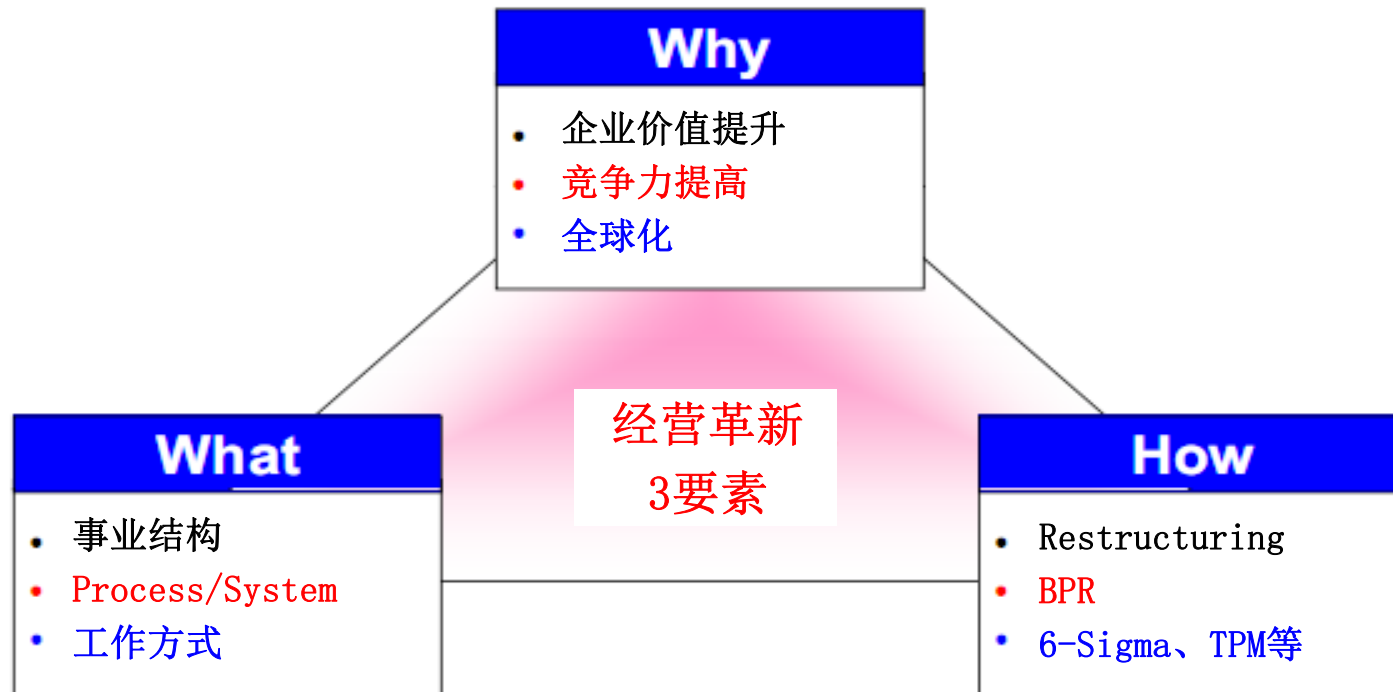 Why
企业价值提升
竞争力提高
全球化
经营革新
3要素
What
事业结构
Process/System
工作方式
How
Restructuring
BPR
6-Sigma、TPM等